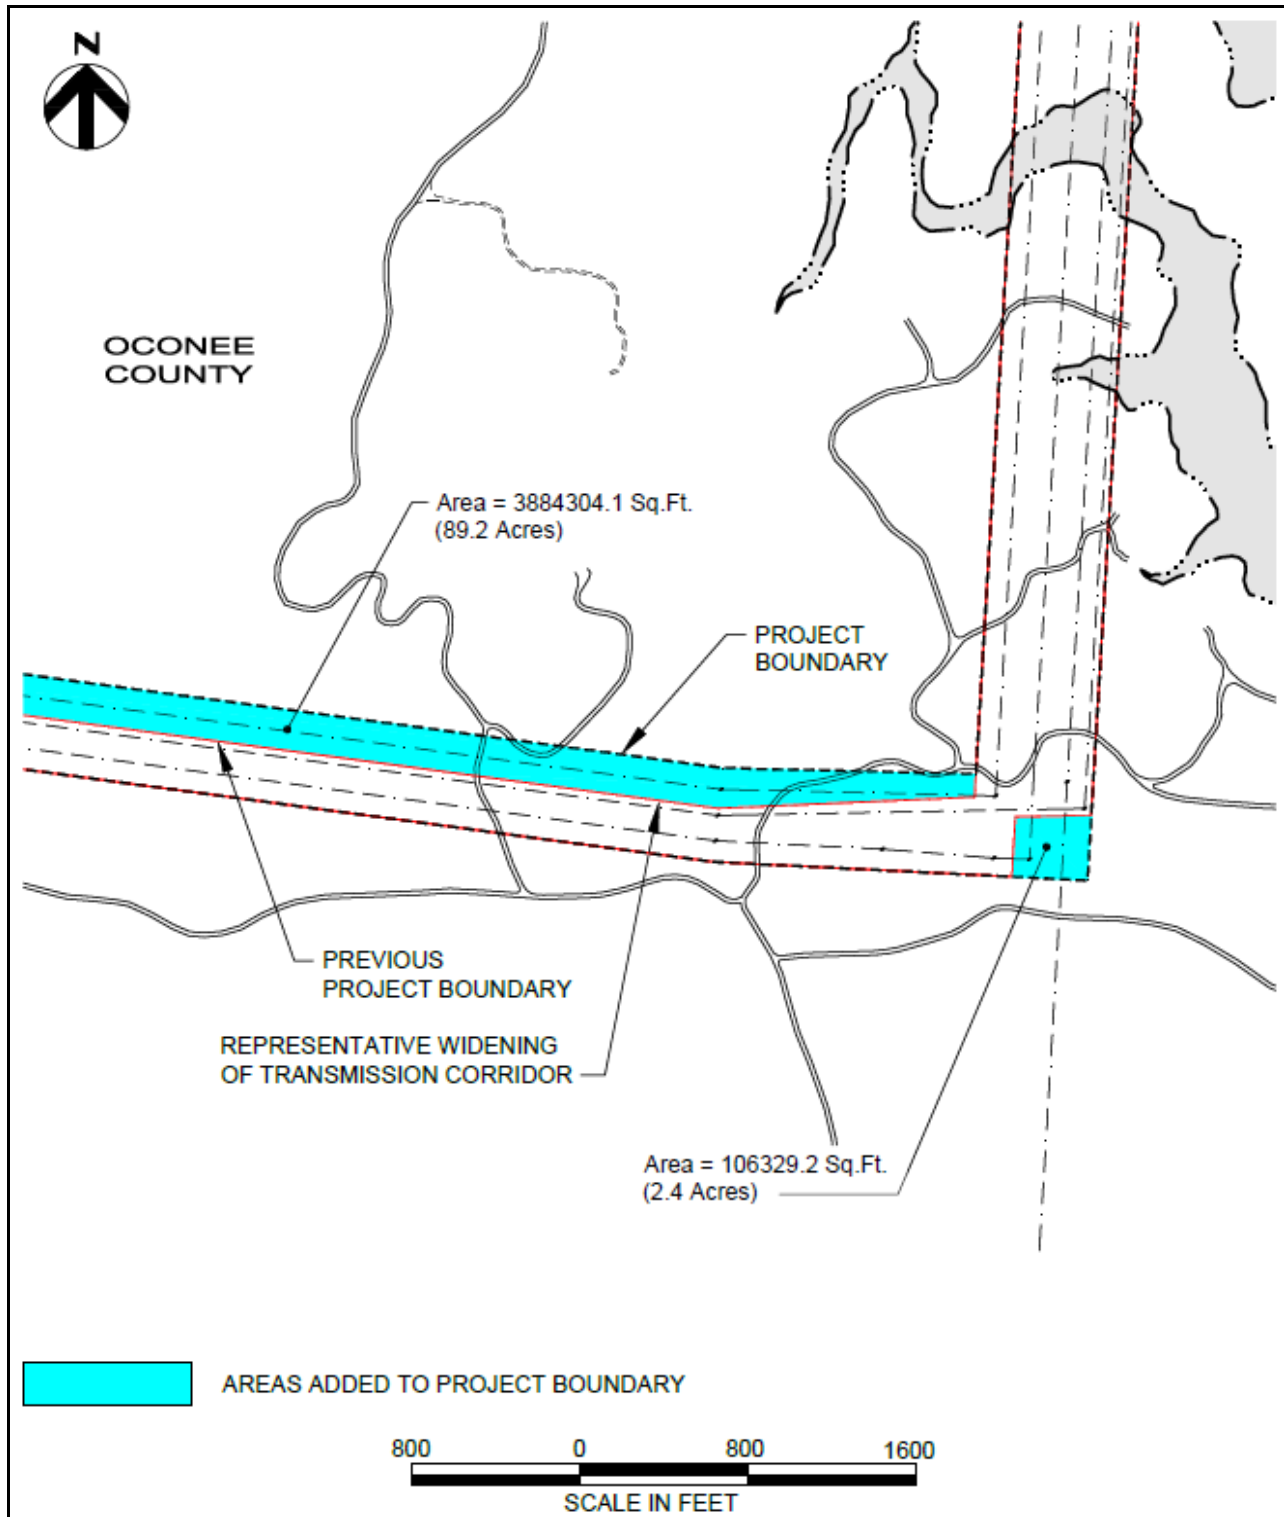 N
OCONEE
COUNTY
Area = 3884304.1 Sq.Ft.
(89.2 Acres)
PROJECT
BOUNDARY
PREVIOUS
PROJECT BOUNDARY
REPRESENTATIVE WIDENING
OF TRANSMISSION CORRIDOR
Area = 106329.2 Sq.Ft.
(2.4 Acres)
AREAS ADDED TO PROJECT BOUNDARY
800 0 800 1600
SCALE IN FEET